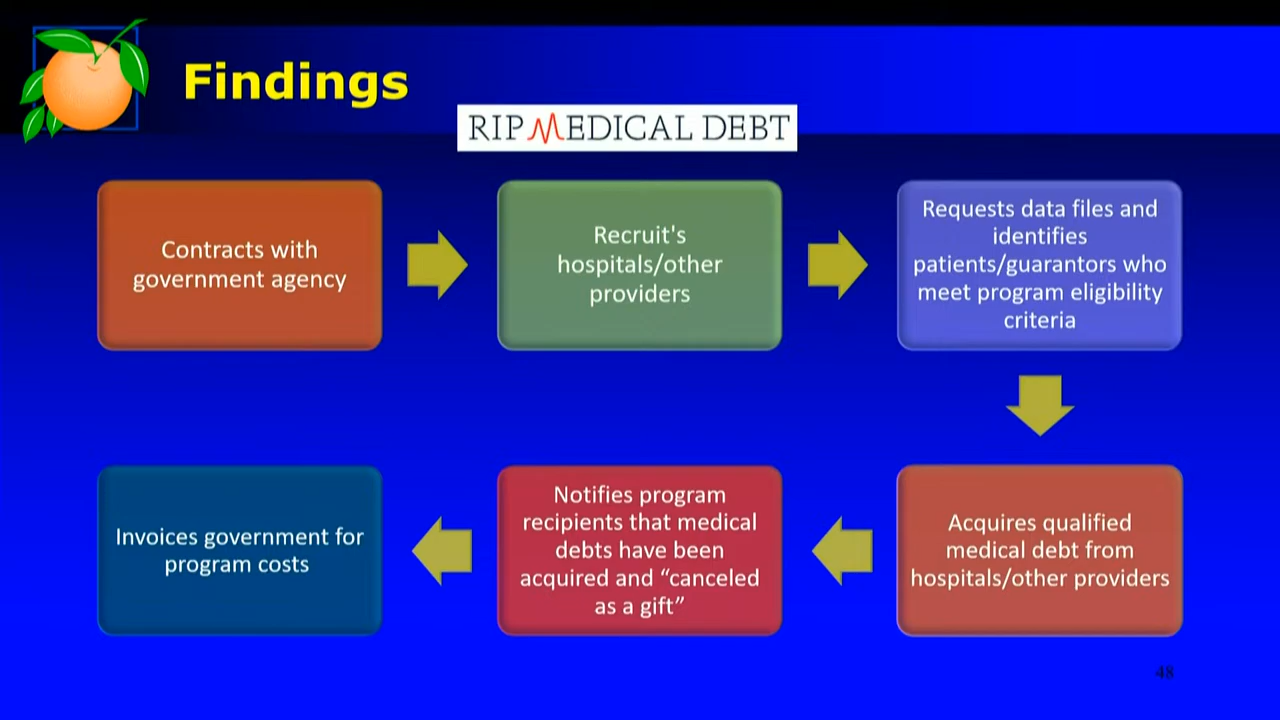 Findings
RIP MEDICAL DEBT
Contracts with
government agency
Recruit's
hospitals/other
providers
Requests data files and
identifies
patients/guarantors who
meet program eligibility
criteria
Acquires qualified
medical debt from
hospitals/other providers
Notifies program
recipients that medical
debts have been
acquired and “canceled
as a gift”
Invoices government for
program costs
48